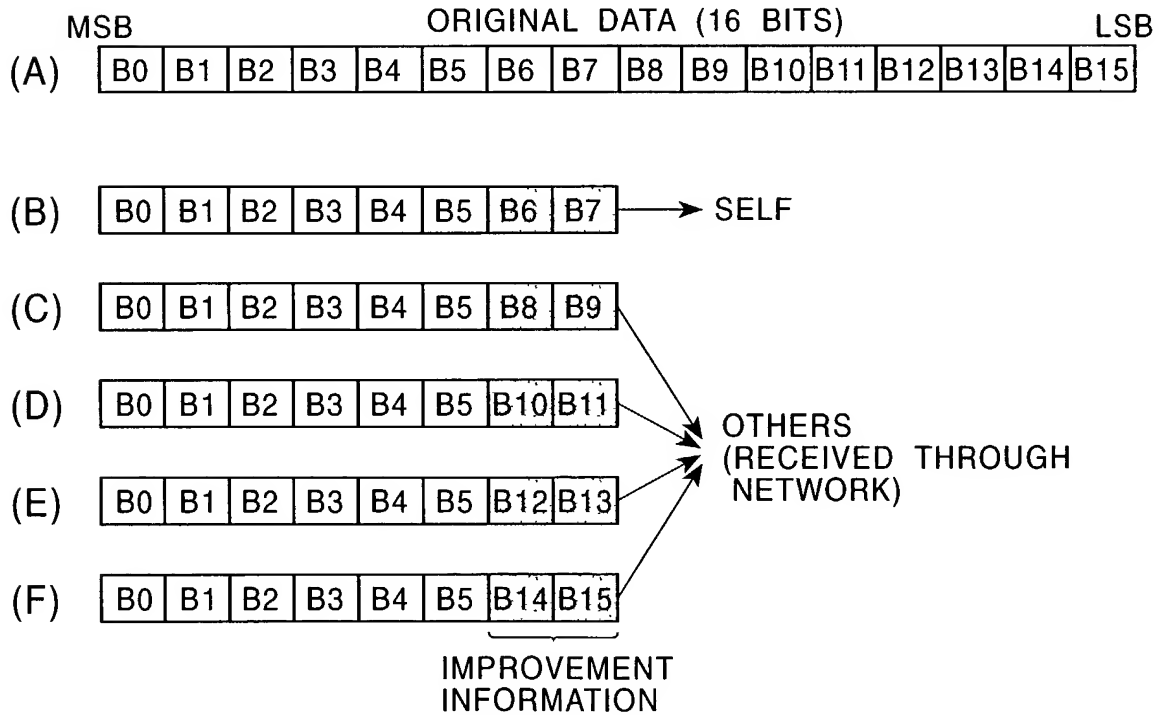 ORIGINAL DATA (16 BITS)
MSB LSB
(A) B0 B1 B2 B3 B4 B5 B6 B7 B8 B9 B10 B11 B12 B13 B14 B15
(B) B0 B1 B2 B3 B4 B5 B6 B7 SELF
(C) B0 B1 B2 B3 B4 B5 B8 B9
(D) B0 B1 B2 B3 B4 B5 B10 B11
OTHERS
(RECEIVED THROUGH
NETWORK)
(E) B0 B1 B2 B3 B4 B5 B12 B13
(F) B0 B1 B2 B3 B4 B5 B14 B15
IMPROVEMENT
INFORMATION